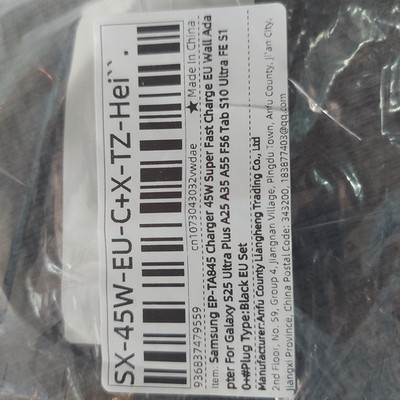 SX-45W-EU-C+X-TZ-Hei``.
936837479559
cn1073043032vwdae
★Made In China
Item: Samsung EP-TA845 Charger 45W Super Fast Charge EU Wall Ada
pter For Galaxy S25 Ultra Plus A25 A35 A55 F56 Tab S10 Ultra FE S1
0+#Plug Type:Black EU Set
Manufacturer:Anfu County Liangheng Trading Co., Ltd
2nd Floor, No. 59, Group 4, Jiangnan Village, Pingdu Town, Anfu County, Ji'an City,
Jiangxi Province, China Postal Code: 343200, 183877403@qq.com